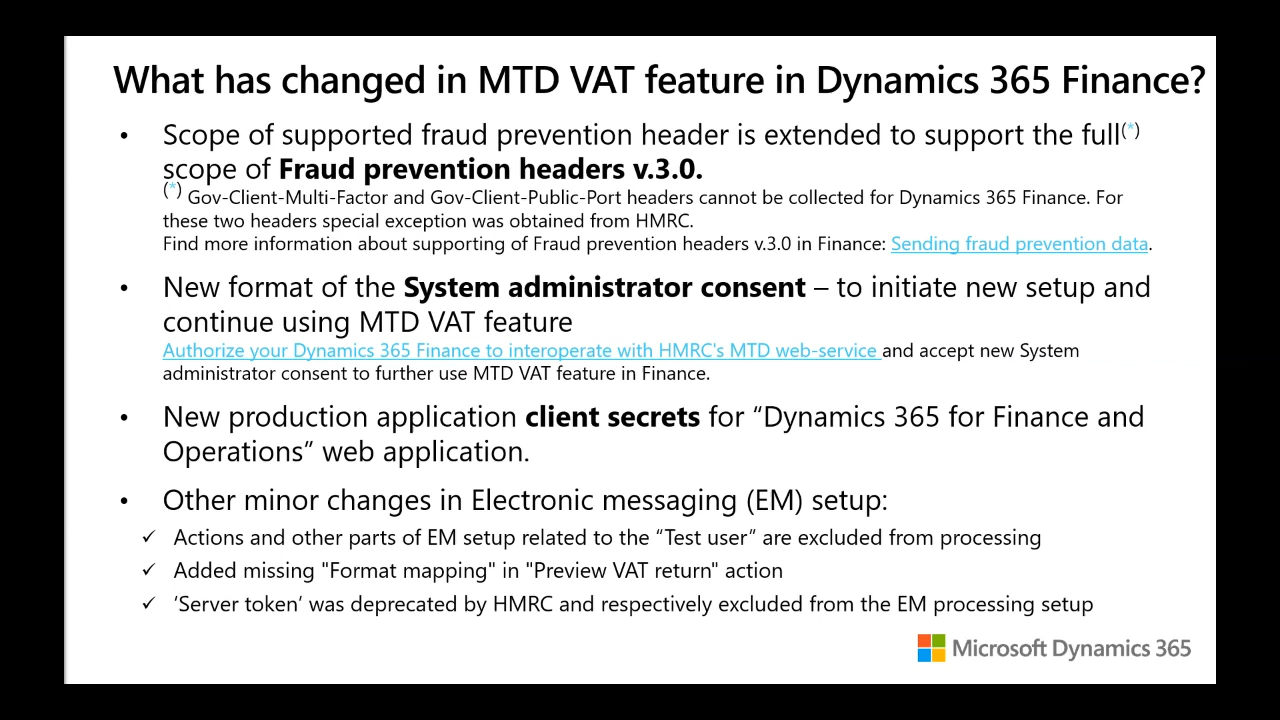 What has changed in MTD VAT feature in Dynamics 365 Finance?
• Scope of supported fraud prevention header is extended to support the full(*)
scope of Fraud prevention headers v.3.0.
(*) Gov-Client-Multi-Factor and Gov-Client-Public-Port headers cannot be collected for Dynamics 365 Finance. For
these two headers special exception was obtained from HMRC.
Find more information about supporting of Fraud prevention headers v.3.0 in Finance: Sending fraud prevention data.
• New format of the System administrator consent – to initiate new setup and
continue using MTD VAT feature
Authorize your Dynamics 365 Finance to interoperate with HMRC's MTD web-service and accept new System
administrator consent to further use MTD VAT feature in Finance.
• New production application client secrets for “Dynamics 365 for Finance and
Operations” web application.
• Other minor changes in Electronic messaging (EM) setup:
✓ Actions and other parts of EM setup related to the “Test user” are excluded from processing
✓ Added missing "Format mapping" in "Preview VAT return" action
✓ ‘Server token’ was deprecated by HMRC and respectively excluded from the EM processing setup
Microsoft Dynamics 365